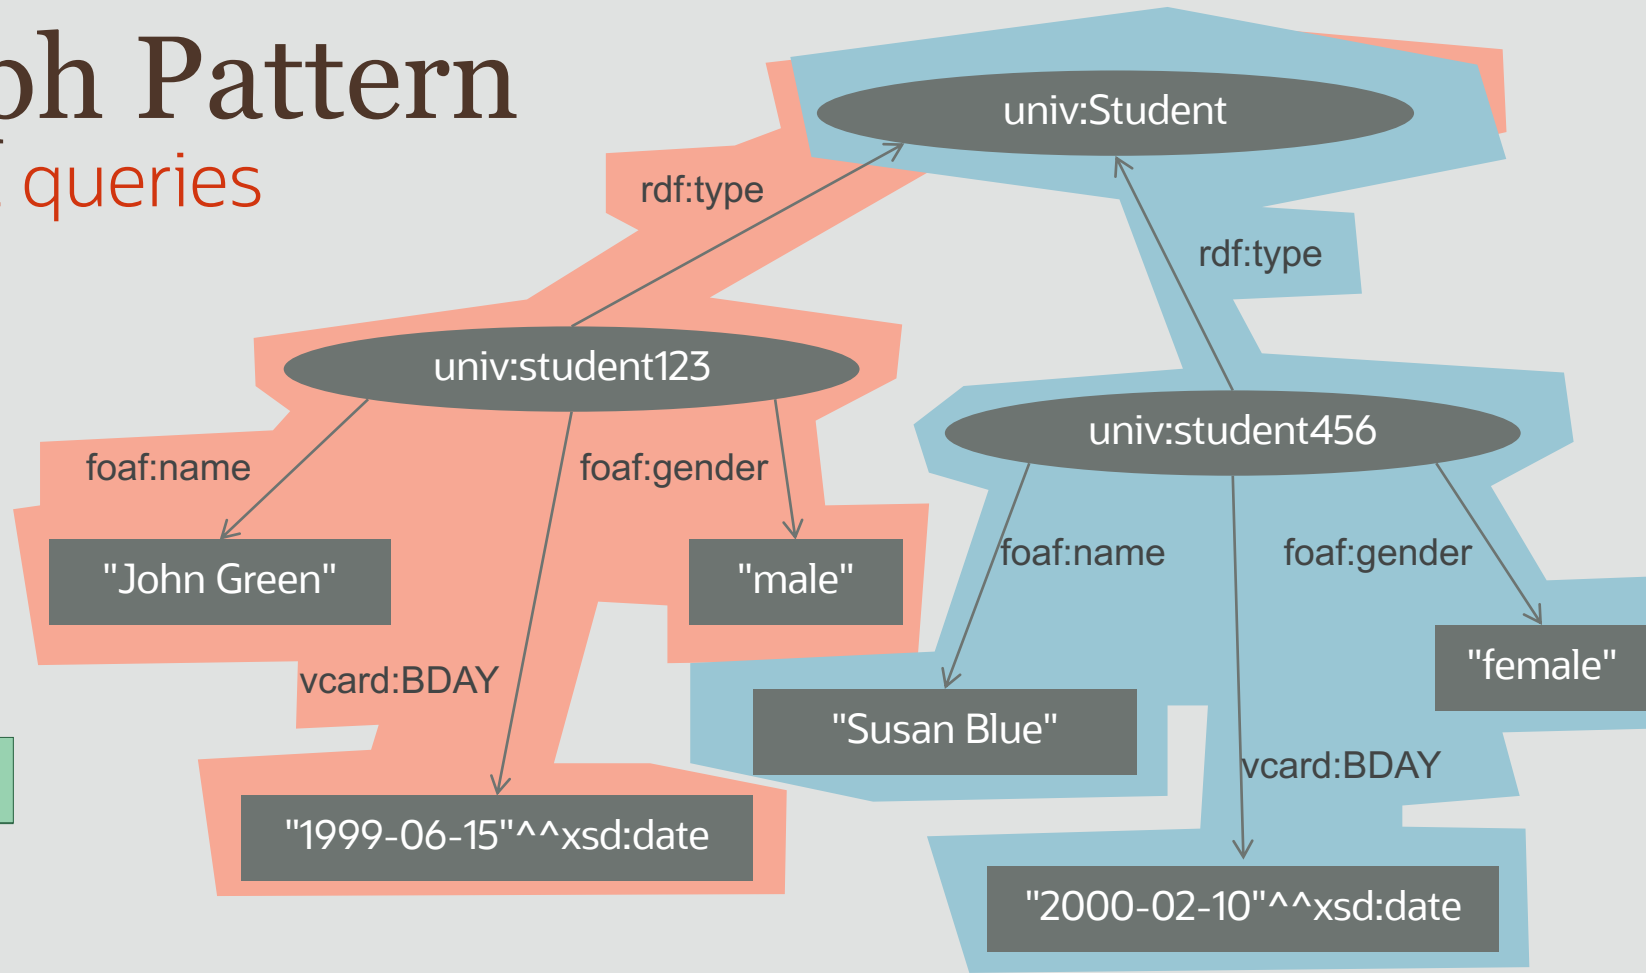 ph Pattern
queries
univ:Student
rdf:type
rdf:type
univ:student123
univ:student456
foaf:name
foaf:gender
foaf:name
foaf:gender
"John Green"
"male"
"female"
vcard:BDAY
"Susan Blue"
vcard:BDAY
"1999-06-15"^^xsd:date
"2000-02-10"^^xsd:date